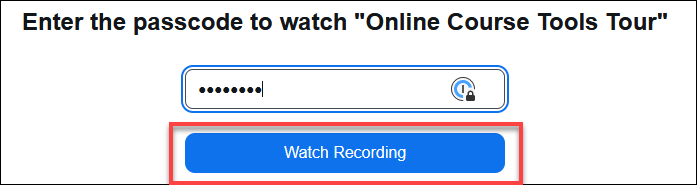 Enter the passcode to watch "Online Course Tools Tour"
••••••••
Watch Recording